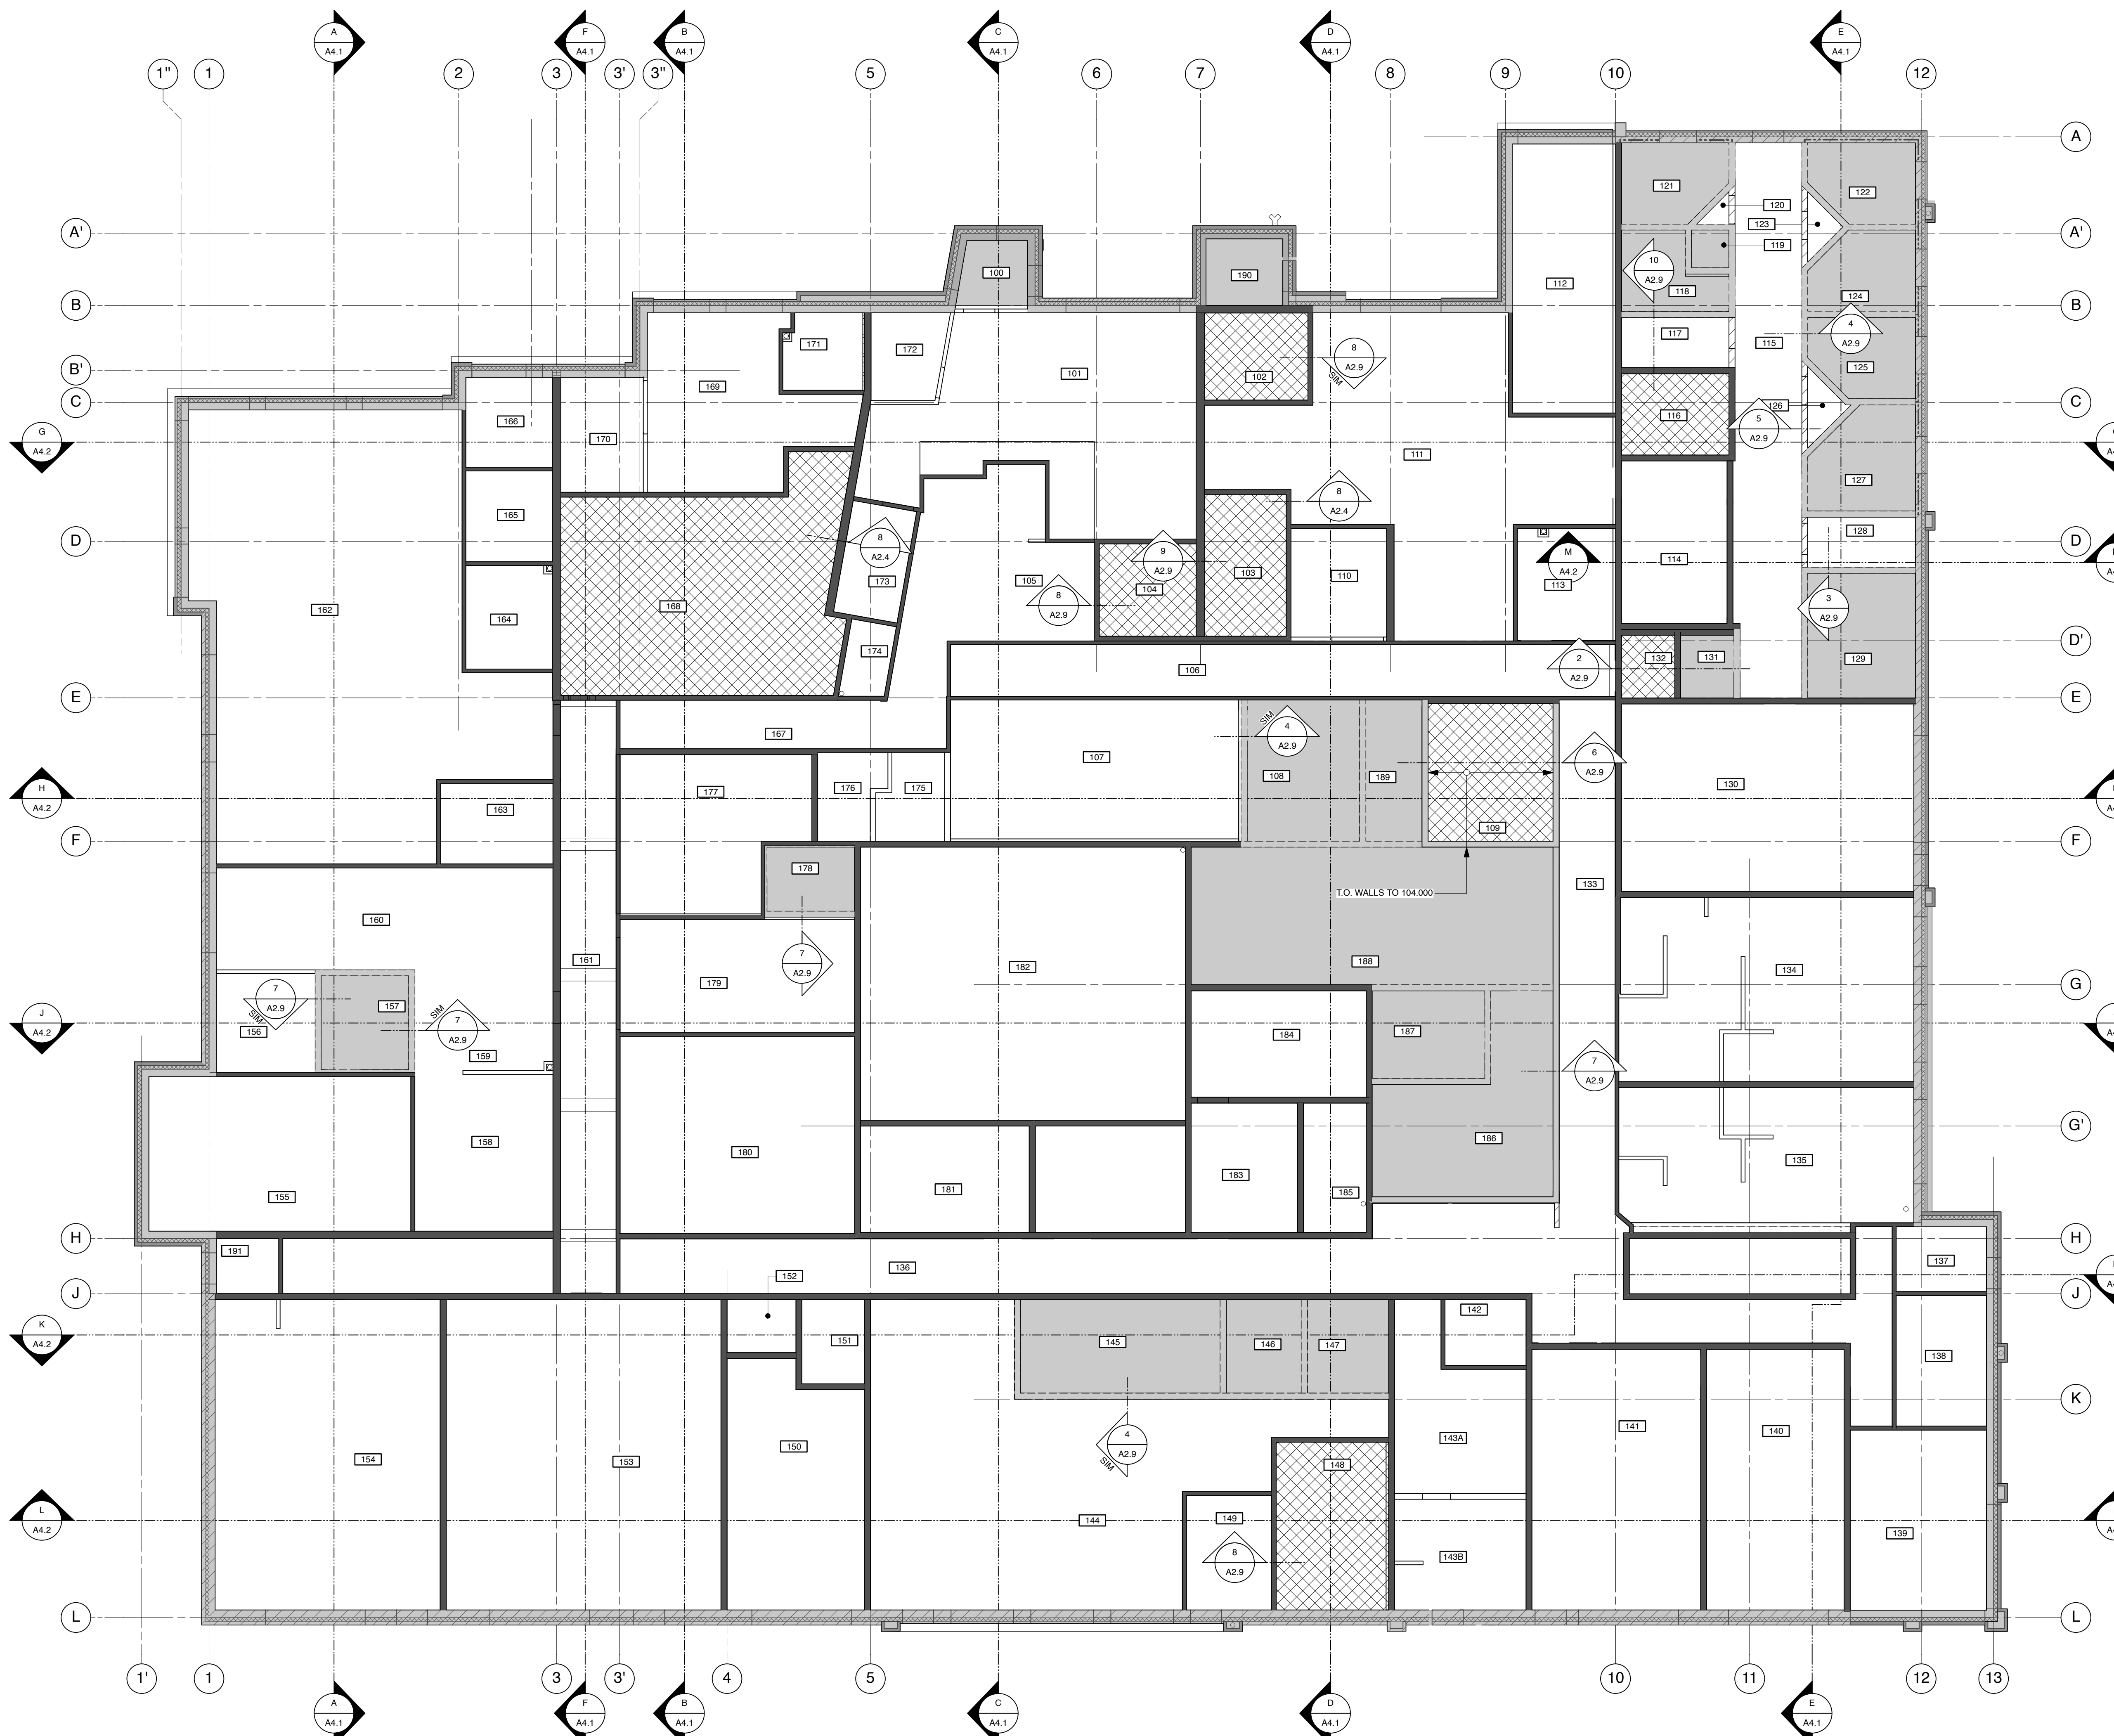 A
A4.1
F
A4.1
B
A4.1
C
A4.1
D
A4.1
E
A4.1
1"
1
2
3
3'
3"
5
6
7
8
9
10
12
A
A
121
122
120
123
119
A'
A'
100
190
10
A2.9
112
118
124
B
B
117
4
A2.9
115
171
172
8
A2.9
SIM
125
B'
101
102
169
C
C
126
116
5
A2.9
166
170
G
A4.2
111
127
8
A2.4
165
128
D
D
8
A2.4
9
A2.9
M
A4.2
114
103
110
105
173
104
113
8
A2.9
3
A2.9
162
168
164
D'
174
131
132
129
106
2
A2.9
E
E
SIM
4
A2.9
167
6
A2.9
107
108
189
130
176
175
177
H
A4.2
163
109
F
F
178
T.O. WALLS TO 104.000
133
160
7
A2.9
161
188
182
134
179
G
7
A2.9
SIM
157
SIM
7
A2.9
156
J
A4.2
187
184
159
7
A2.9
G'
158
186
180
135
183
181
185
155
H
H
191
137
136
152
J
J
142
K
A4.2
151
145
146
147
138
K
141
140
143A
150
4
A2.9
SIM
154
153
148
L
A4.2
144
149
139
143B
8
A2.9
L
L
1'
1
3
3'
4
5
10
11
12
13
A
A4.1
F
A4.1
B
A4.1
C
A4.1
D
A4.1
E
A4.1